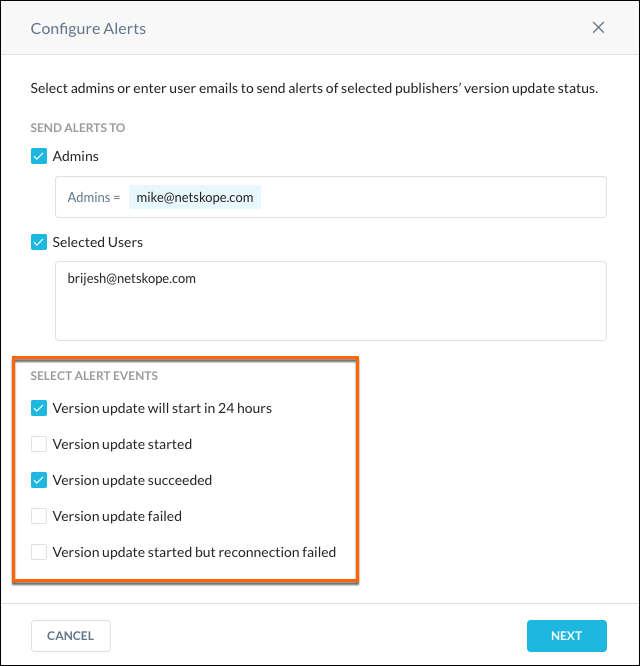 Configure Alerts
Select admins or enter user emails to send alerts of selected publishers’ version update status.
SEND ALERTS TO
Admins
Admins = mike@netskope.com
Selected Users
brijesh@netskope.com
SELECT ALERT EVENTS
Version update will start in 24 hours
Version update started
Version update succeeded
Version update failed
Version update started but reconnection failed
CANCEL NEXT